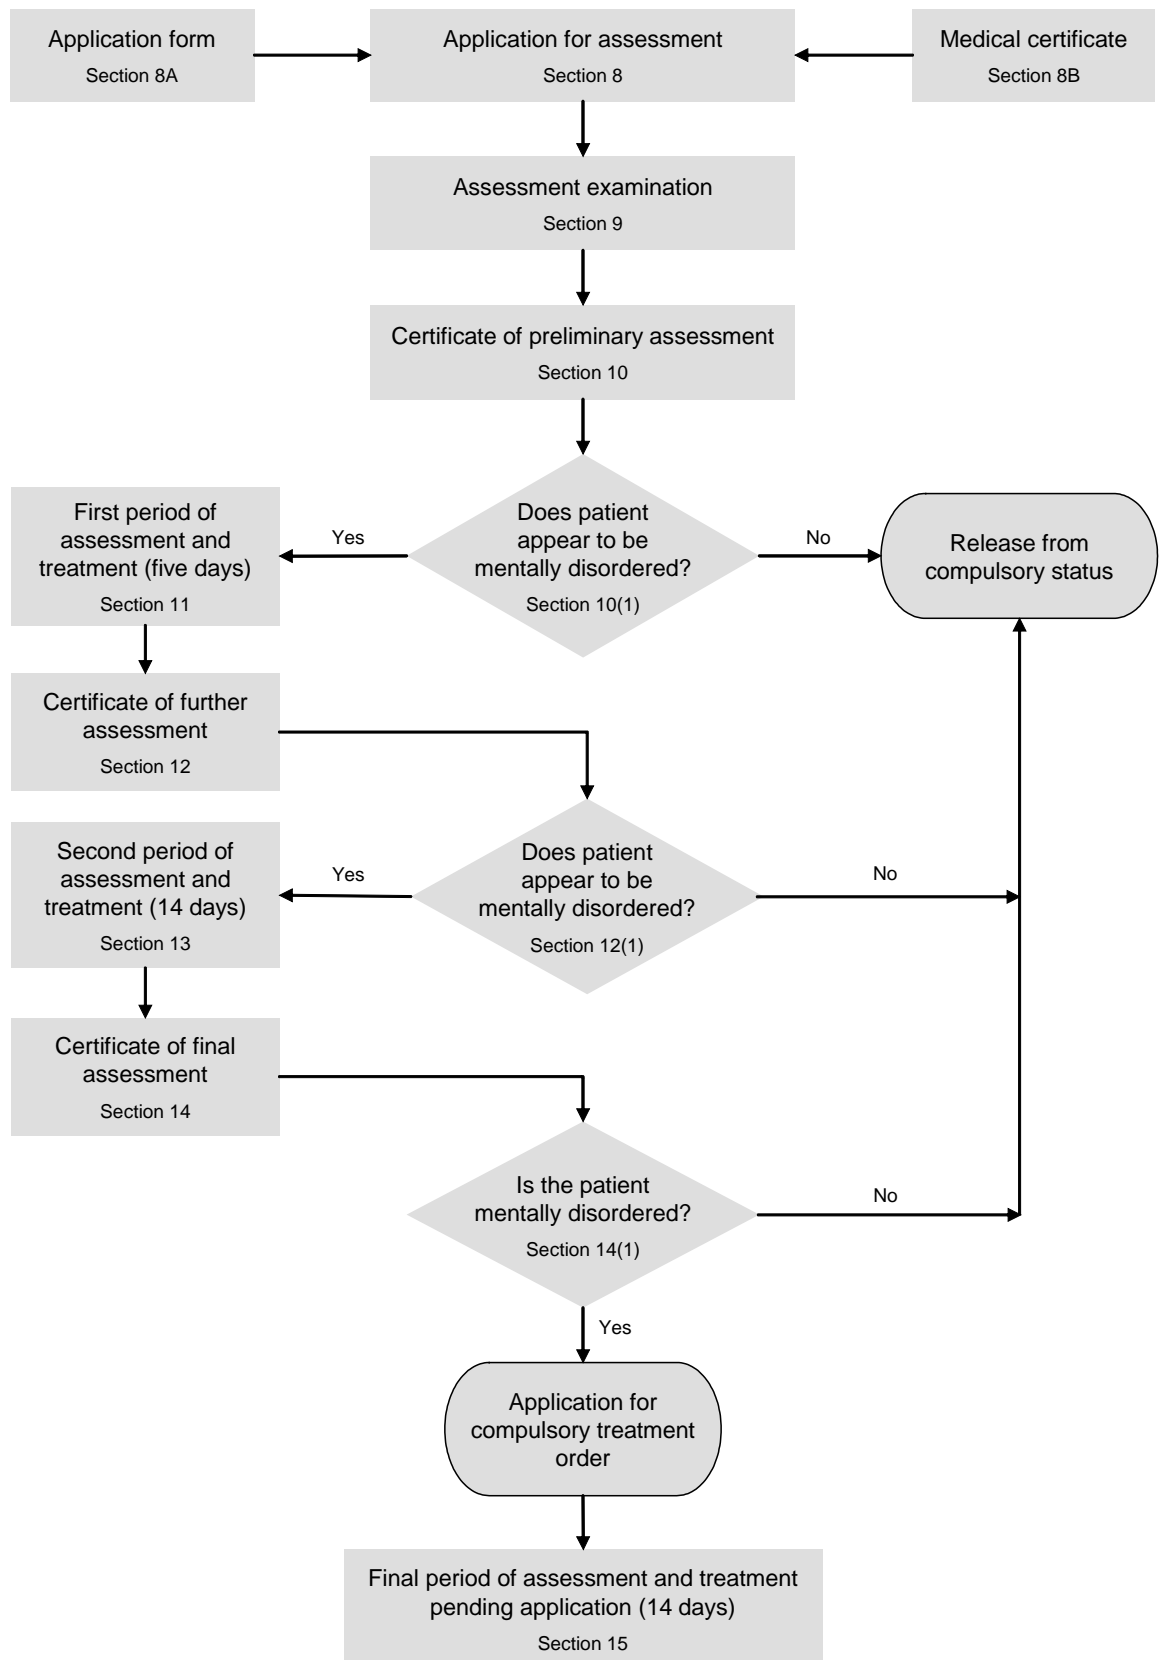 Application form
Section 8A
Application for assessment
Section 8
Medical certificate
Section 8B
Assessment examination
Section 9
Certificate of preliminary assessment
Section 10
First period of
assessment and
treatment (five days)
Section 11
Yes
Does patient
appear to be
mentally disordered?
Section 10(1)
No
Release from
compulsory status
Certificate of further
assessment
Section 12
Second period of
assessment and
treatment (14 days)
Section 13
Yes
Does patient
appear to be
mentally disordered?
Section 12(1)
No
Certificate of final
assessment
Section 14
Is the patient
mentally disordered?
Section 14(1)
No
Yes
Application for
compulsory treatment
order
Final period of assessment and treatment
pending application (14 days)
Section 15